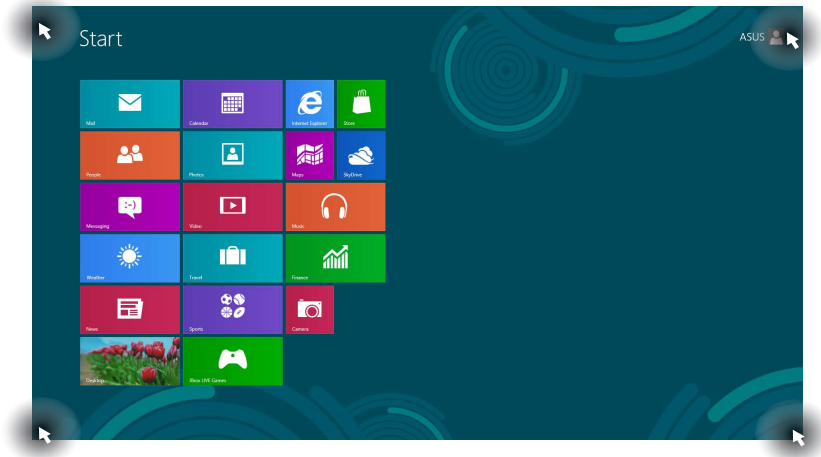 Start
ASUS
Mail
Calendar
Internet Explorer
Store
People
Photos
Maps
SkyDrive
Messaging
Video
Music
Weather
Travel
Finance
News
Sports
Camera
Desktop
Xbox LIVE Games